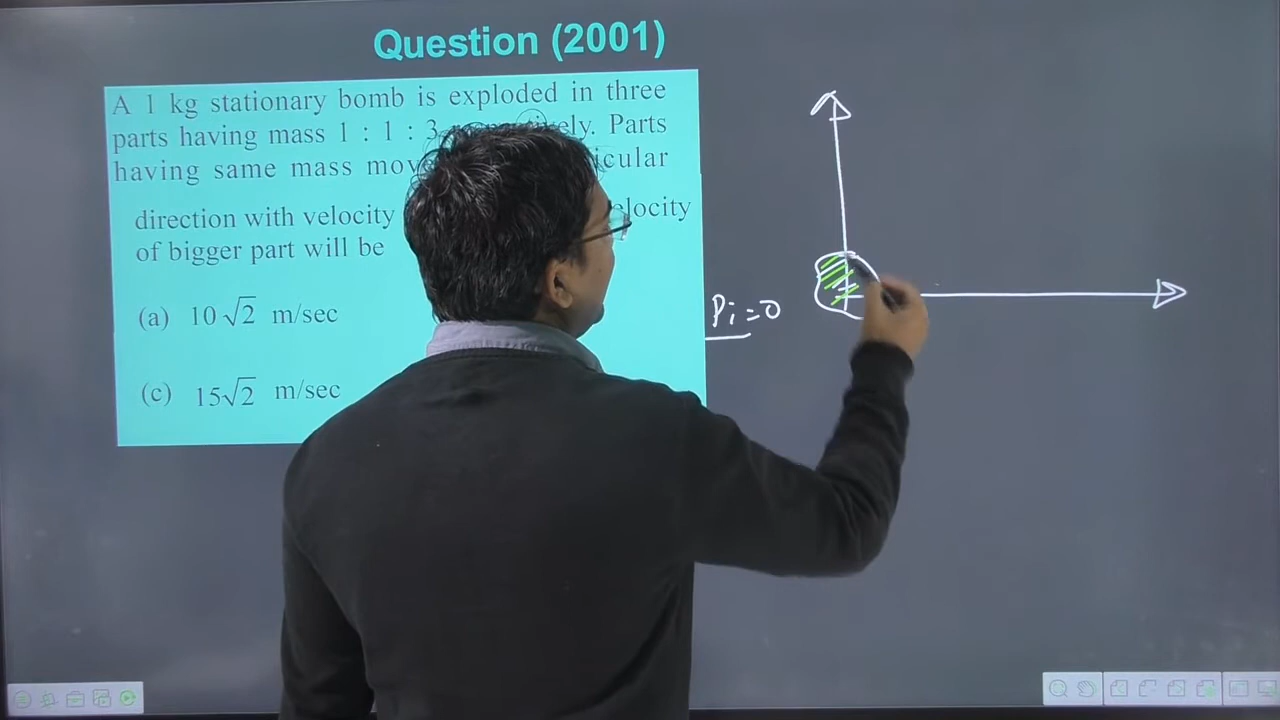 Question (2001)
A 1 kg stationary bomb is exploded in three
parts having mass 1 : 1 : 3 Parts
having same mass
direction with velocity
of bigger part will be
(a) 10√2 m/sec
(c) 15√2 m/sec
Pi=0